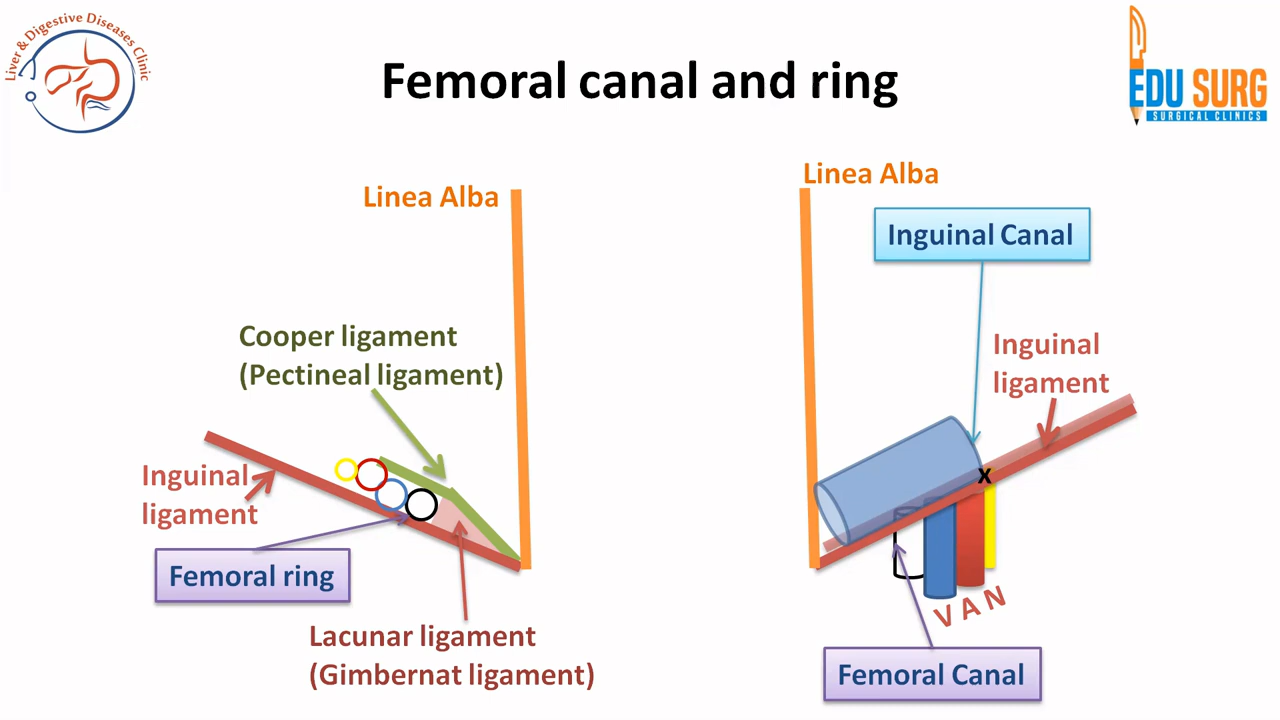 Liver & Digestive Diseases Clinic
Femoral canal and ring
EDU SURG
SURGICAL CLINICS
Linea Alba
Linea Alba
Inguinal Canal
Cooper ligament
(Pectineal ligament)
Inguinal
ligament
Inguinal
ligament
x
Femoral ring
V A N
Lacunar ligament
(Gimbernat ligament)
Femoral Canal